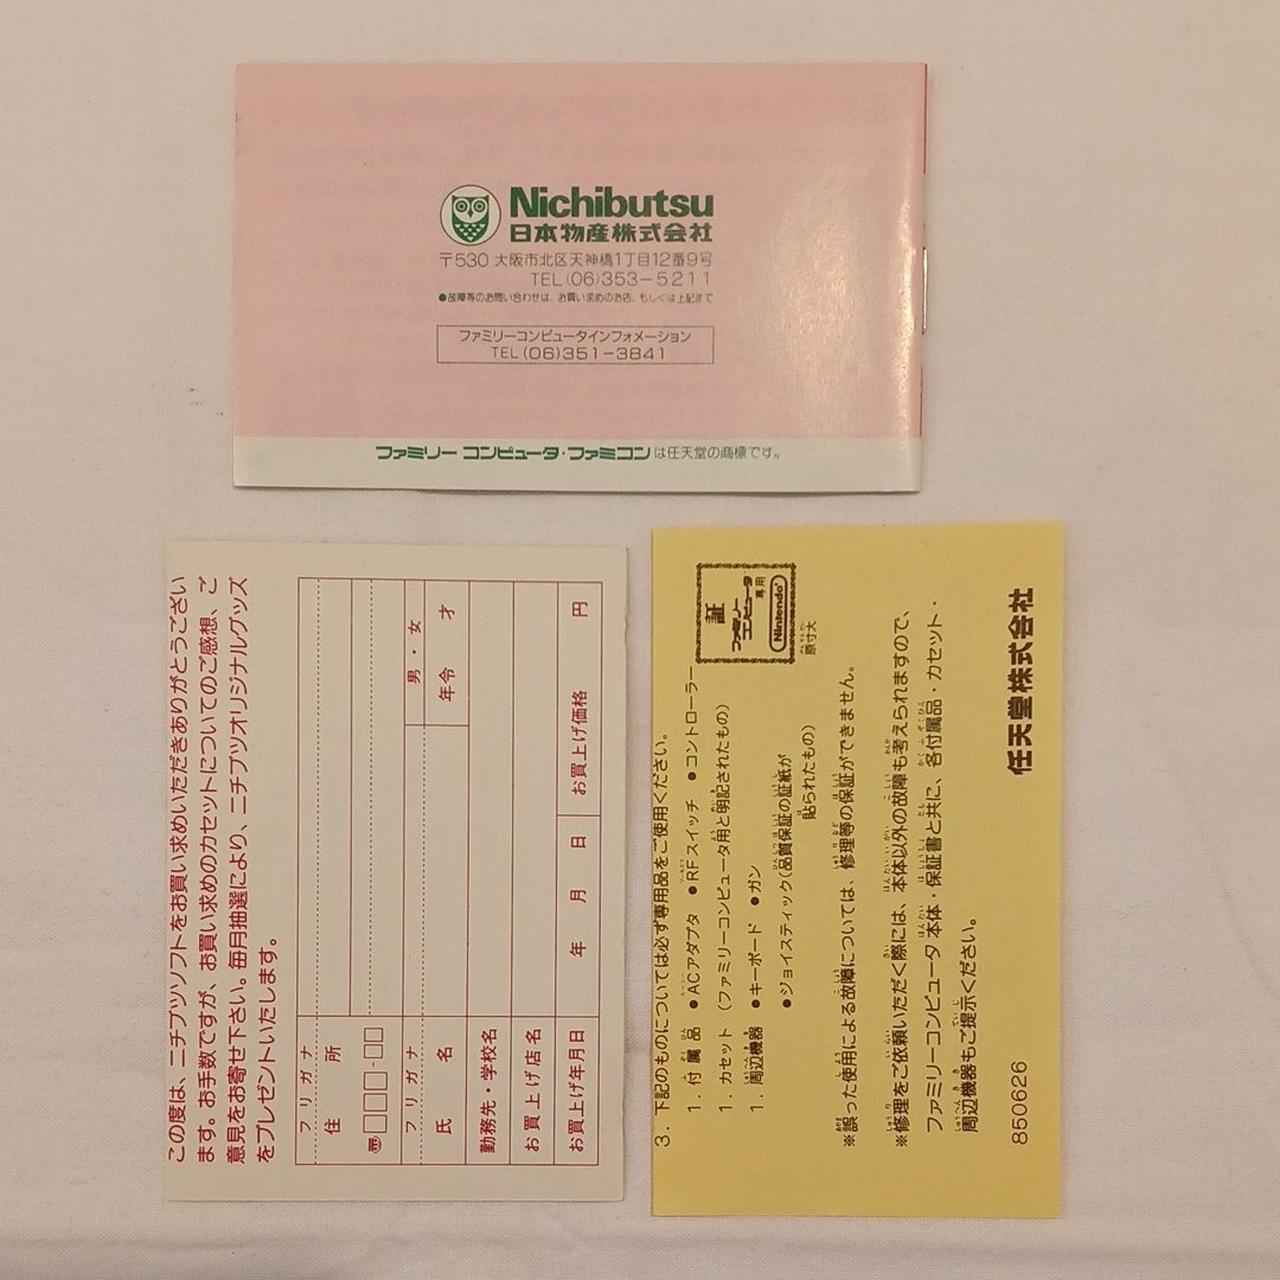 Nichibutsu
日本物産株式会社
〒530 大阪市北区天神橋1丁目12番9号
TEL(06)353-5211
●故障等のお問い合わせは、お買い求めのお店、もしくは上記まで
ファミリーコンピュータインフォメーション
TEL(06)351-3841
ファミリーコンピュータ・ファミコンは任天堂の商標です。
この度は、ニチブツソフトをお買い求めいただきありがとうござい
ます。お手数ですが、お買い求めのカセットについてのご感想、ご
意見をお寄せ下さい。毎月抽選により、ニチブツオリジナルグッズ
をプレゼントいたします。
フリガナ
住所
フリガナ 男・女
氏名 年令 才
勤務先・学校名
お買上げ店名
お買上げ年月日 年 月 日 お買上げ価格 円
3. 下記のものについては必ず専用品をご使用ください。
1. 付属品 ●ACアダプタ ●RFスイッチ ●コントローラー
1. カセット (ファミリーコンピュータ用と明記されたもの)
1. 周辺機器 ●キーボード ●ガン
●ジョイスティック(品質保証の証紙が
貼られたもの)
証
ファミリー
コンピュータ
専用
Nintendo
原寸大
※誤った使用による故障については、修理等の保証ができません。
※修理をご依頼いただく際には、本体以外の故障も考えられますので、
ファミリーコンピュータ本体・保証書と共に、各付属品・カセット・
周辺機器もご提示ください。
850626
任天堂株式会社